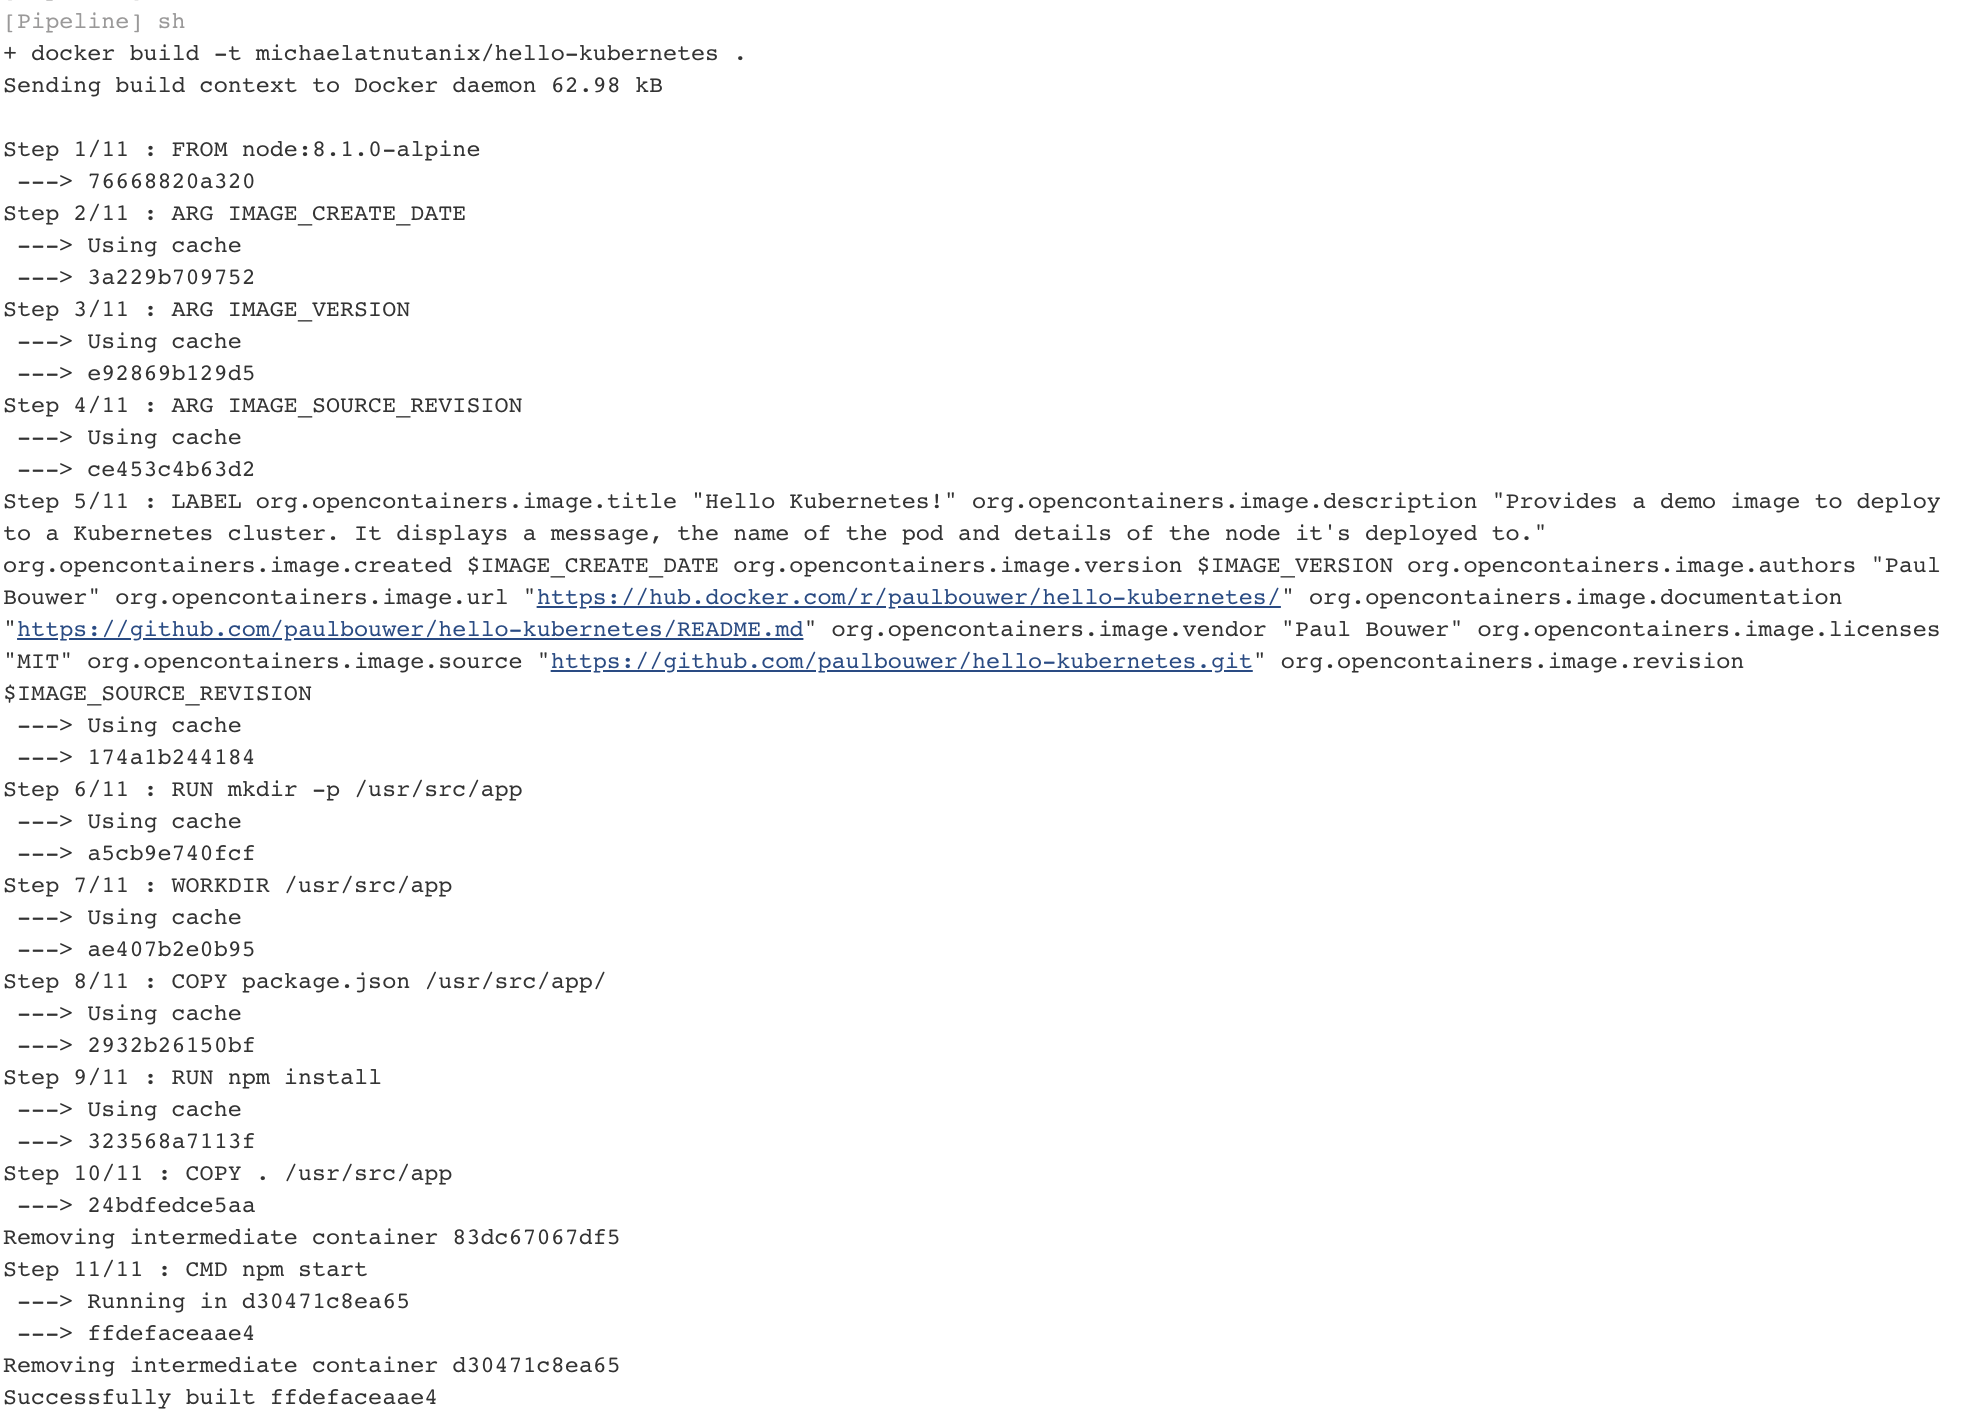 [Pipeline] sh
+ docker build -t michaelatnutanix/hello-kubernetes .
Sending build context to Docker daemon 62.98 kB
Step 1/11 : FROM node:8.1.0-alpine
 ---> 76668820a320
Step 2/11 : ARG IMAGE_CREATE_DATE
 ---> Using cache
 ---> 3a229b709752
Step 3/11 : ARG IMAGE_VERSION
 ---> Using cache
 ---> e92869b129d5
Step 4/11 : ARG IMAGE_SOURCE_REVISION
 ---> Using cache
 ---> ce453c4b63d2
Step 5/11 : LABEL org.opencontainers.image.title "Hello Kubernetes!" org.opencontainers.image.description "Provides a demo image to deploy
to a Kubernetes cluster. It displays a message, the name of the pod and details of the node it's deployed to."
org.opencontainers.image.created $IMAGE_CREATE_DATE org.opencontainers.image.version $IMAGE_VERSION org.opencontainers.image.authors "Paul
Bouwer" org.opencontainers.image.url "https://hub.docker.com/r/paulbouwer/hello-kubernetes/" org.opencontainers.image.documentation
"https://github.com/paulbouwer/hello-kubernetes/README.md" org.opencontainers.image.vendor "Paul Bouwer" org.opencontainers.image.licenses
"MIT" org.opencontainers.image.source "https://github.com/paulbouwer/hello-kubernetes.git" org.opencontainers.image.revision
$IMAGE_SOURCE_REVISION
 ---> Using cache
 ---> 174a1b244184
Step 6/11 : RUN mkdir -p /usr/src/app
 ---> Using cache
 ---> a5cb9e740fcf
Step 7/11 : WORKDIR /usr/src/app
 ---> Using cache
 ---> ae407b2e0b95
Step 8/11 : COPY package.json /usr/src/app/
 ---> Using cache
 ---> 2932b26150bf
Step 9/11 : RUN npm install
 ---> Using cache
 ---> 323568a7113f
Step 10/11 : COPY . /usr/src/app
 ---> 24bdfedce5aa
Removing intermediate container 83dc67067df5
Step 11/11 : CMD npm start
 ---> Running in d30471c8ea65
 ---> ffdefaceaae4
Removing intermediate container d30471c8ea65
Successfully built ffdefaceaae4